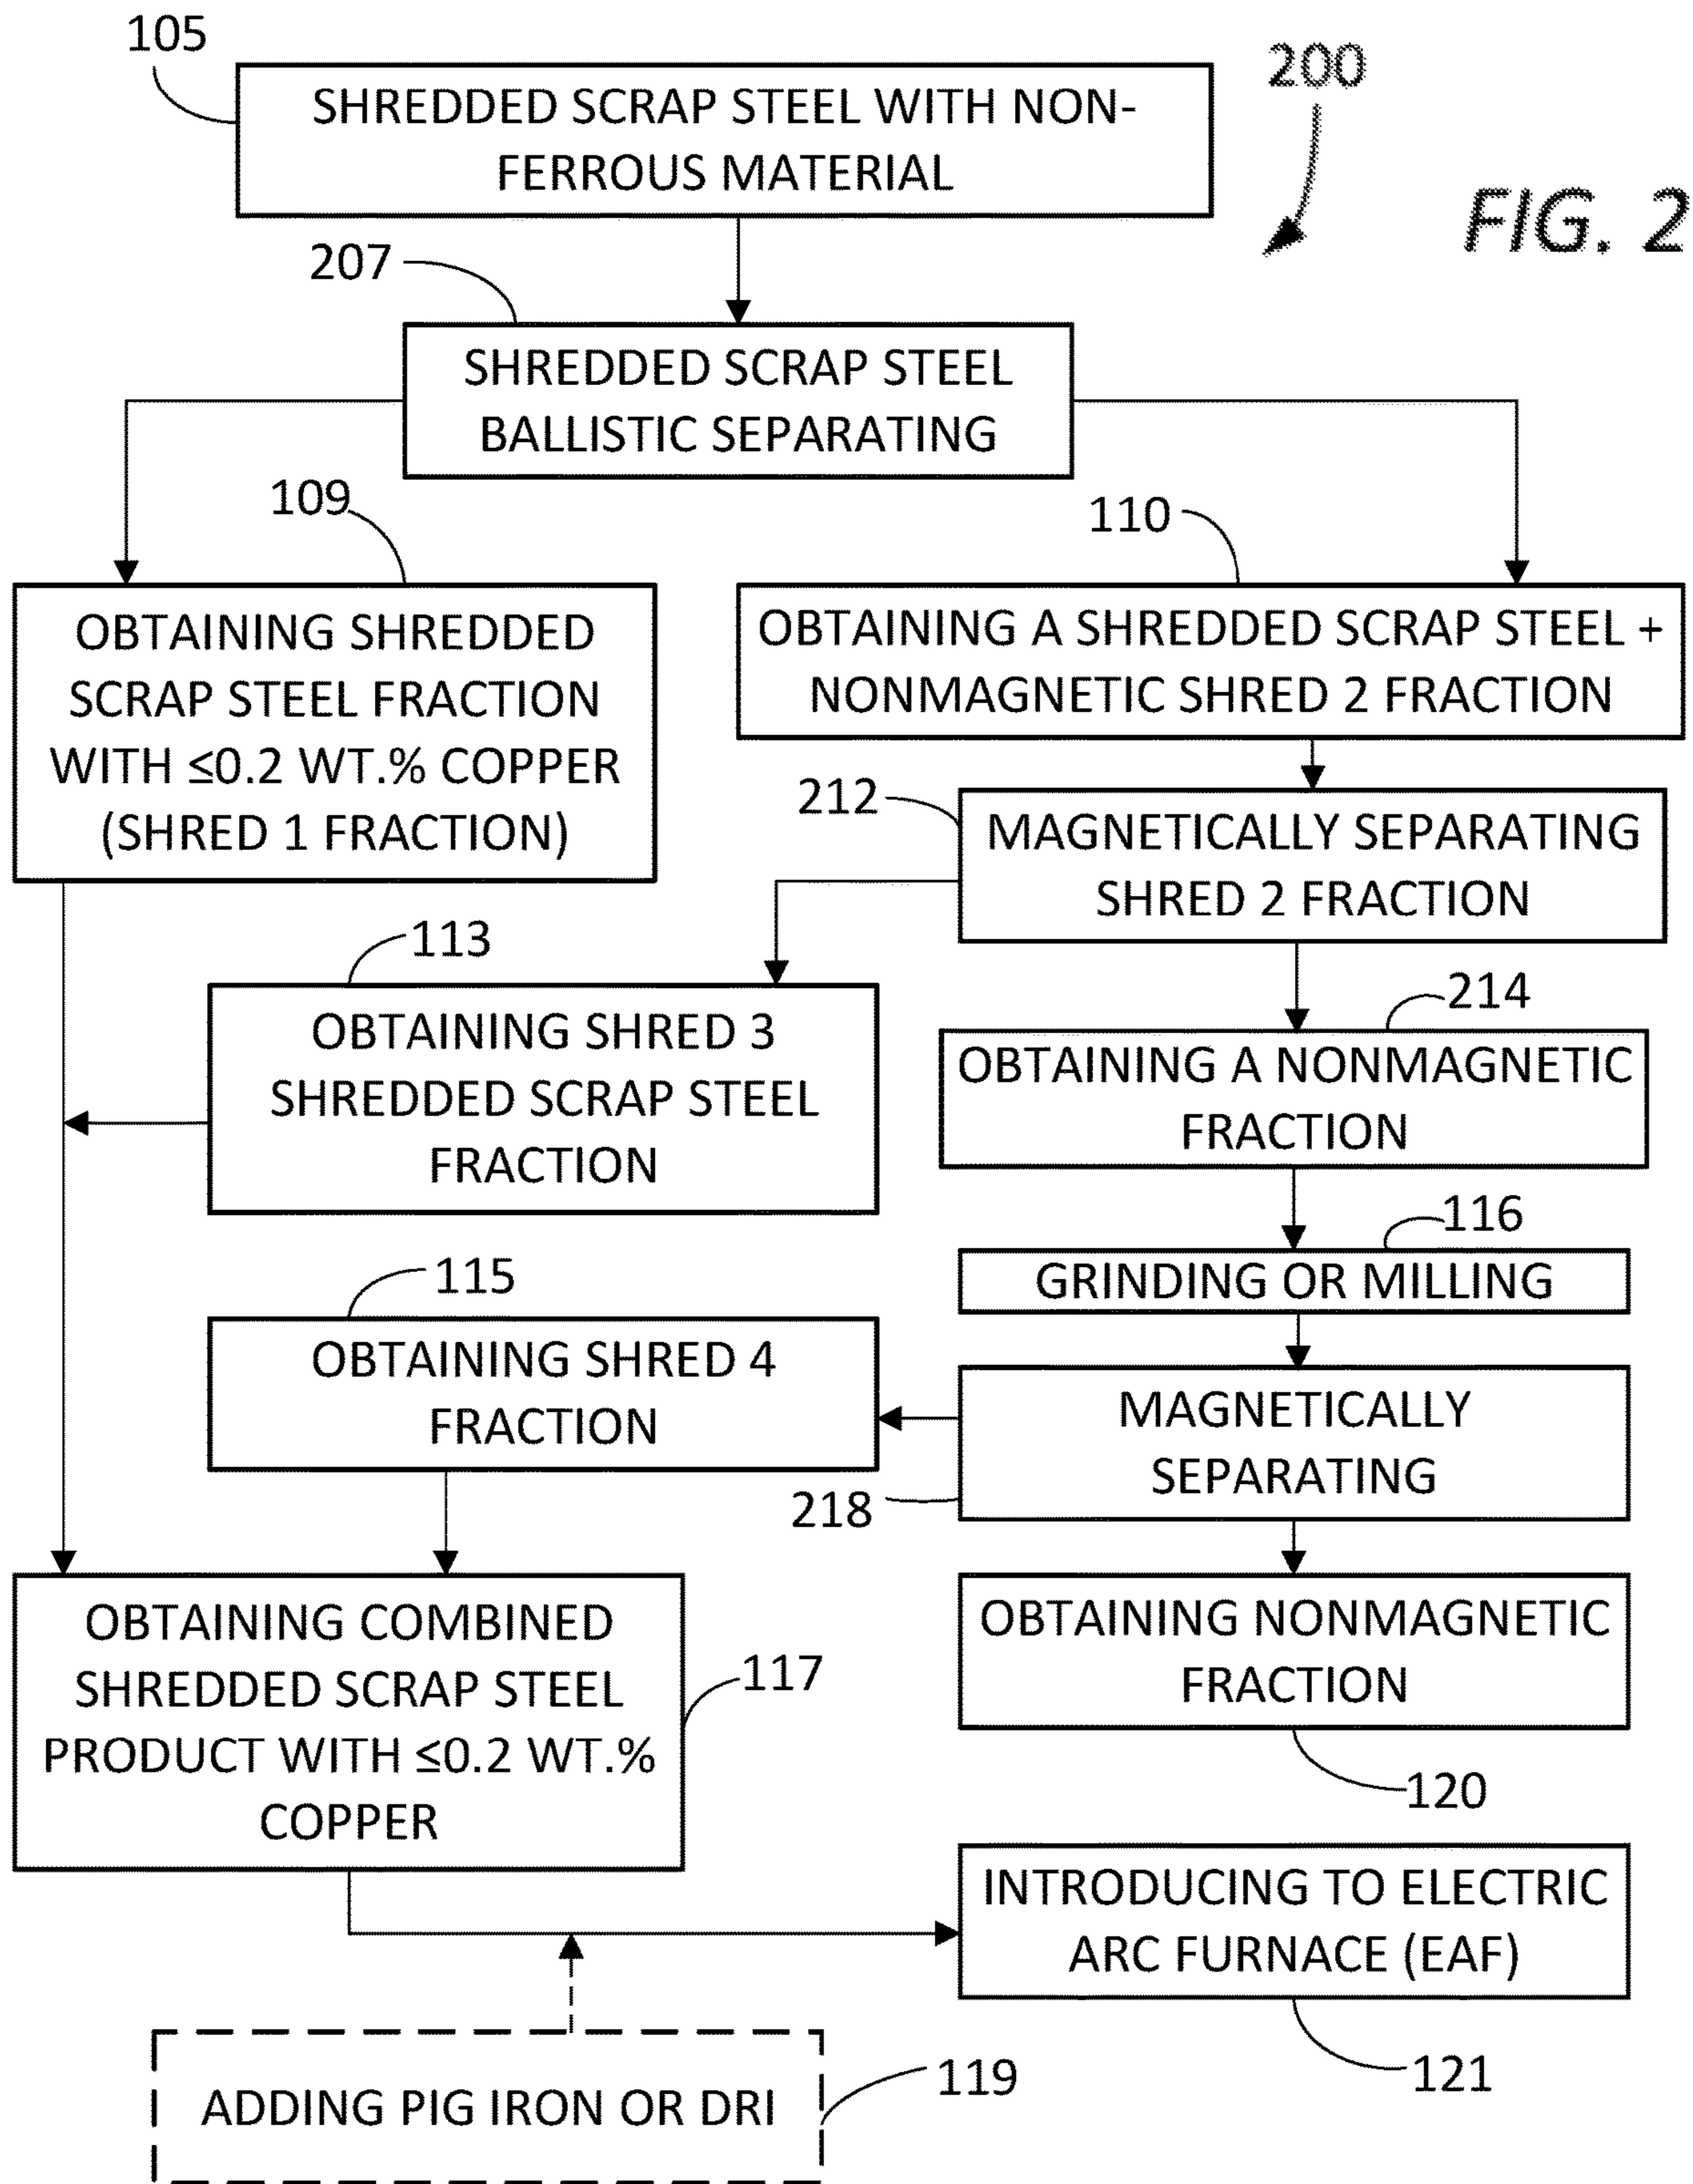 105
SHREDDED SCRAP STEEL WITH NON-
FERROUS MATERIAL
200
FIG. 2
207
SHREDDED SCRAP STEEL
BALLISTIC SEPARATING
109
110
OBTAINING SHREDDED
SCRAP STEEL FRACTION
WITH ≤0.2 WT.% COPPER
(SHRED 1 FRACTION)
OBTAINING A SHREDDED SCRAP STEEL +
NONMAGNETIC SHRED 2 FRACTION
212
MAGNETICALLY SEPARATING
SHRED 2 FRACTION
113
OBTAINING SHRED 3
SHREDDED SCRAP STEEL
FRACTION
214
OBTAINING A NONMAGNETIC
FRACTION
116
GRINDING OR MILLING
115
OBTAINING SHRED 4
FRACTION
MAGNETICALLY
SEPARATING
218
OBTAINING COMBINED
SHREDDED SCRAP STEEL
PRODUCT WITH ≤0.2 WT.%
COPPER
117
OBTAINING NONMAGNETIC
FRACTION
120
INTRODUCING TO ELECTRIC
ARC FURNACE (EAF)
121
ADDING PIG IRON OR DRI
119